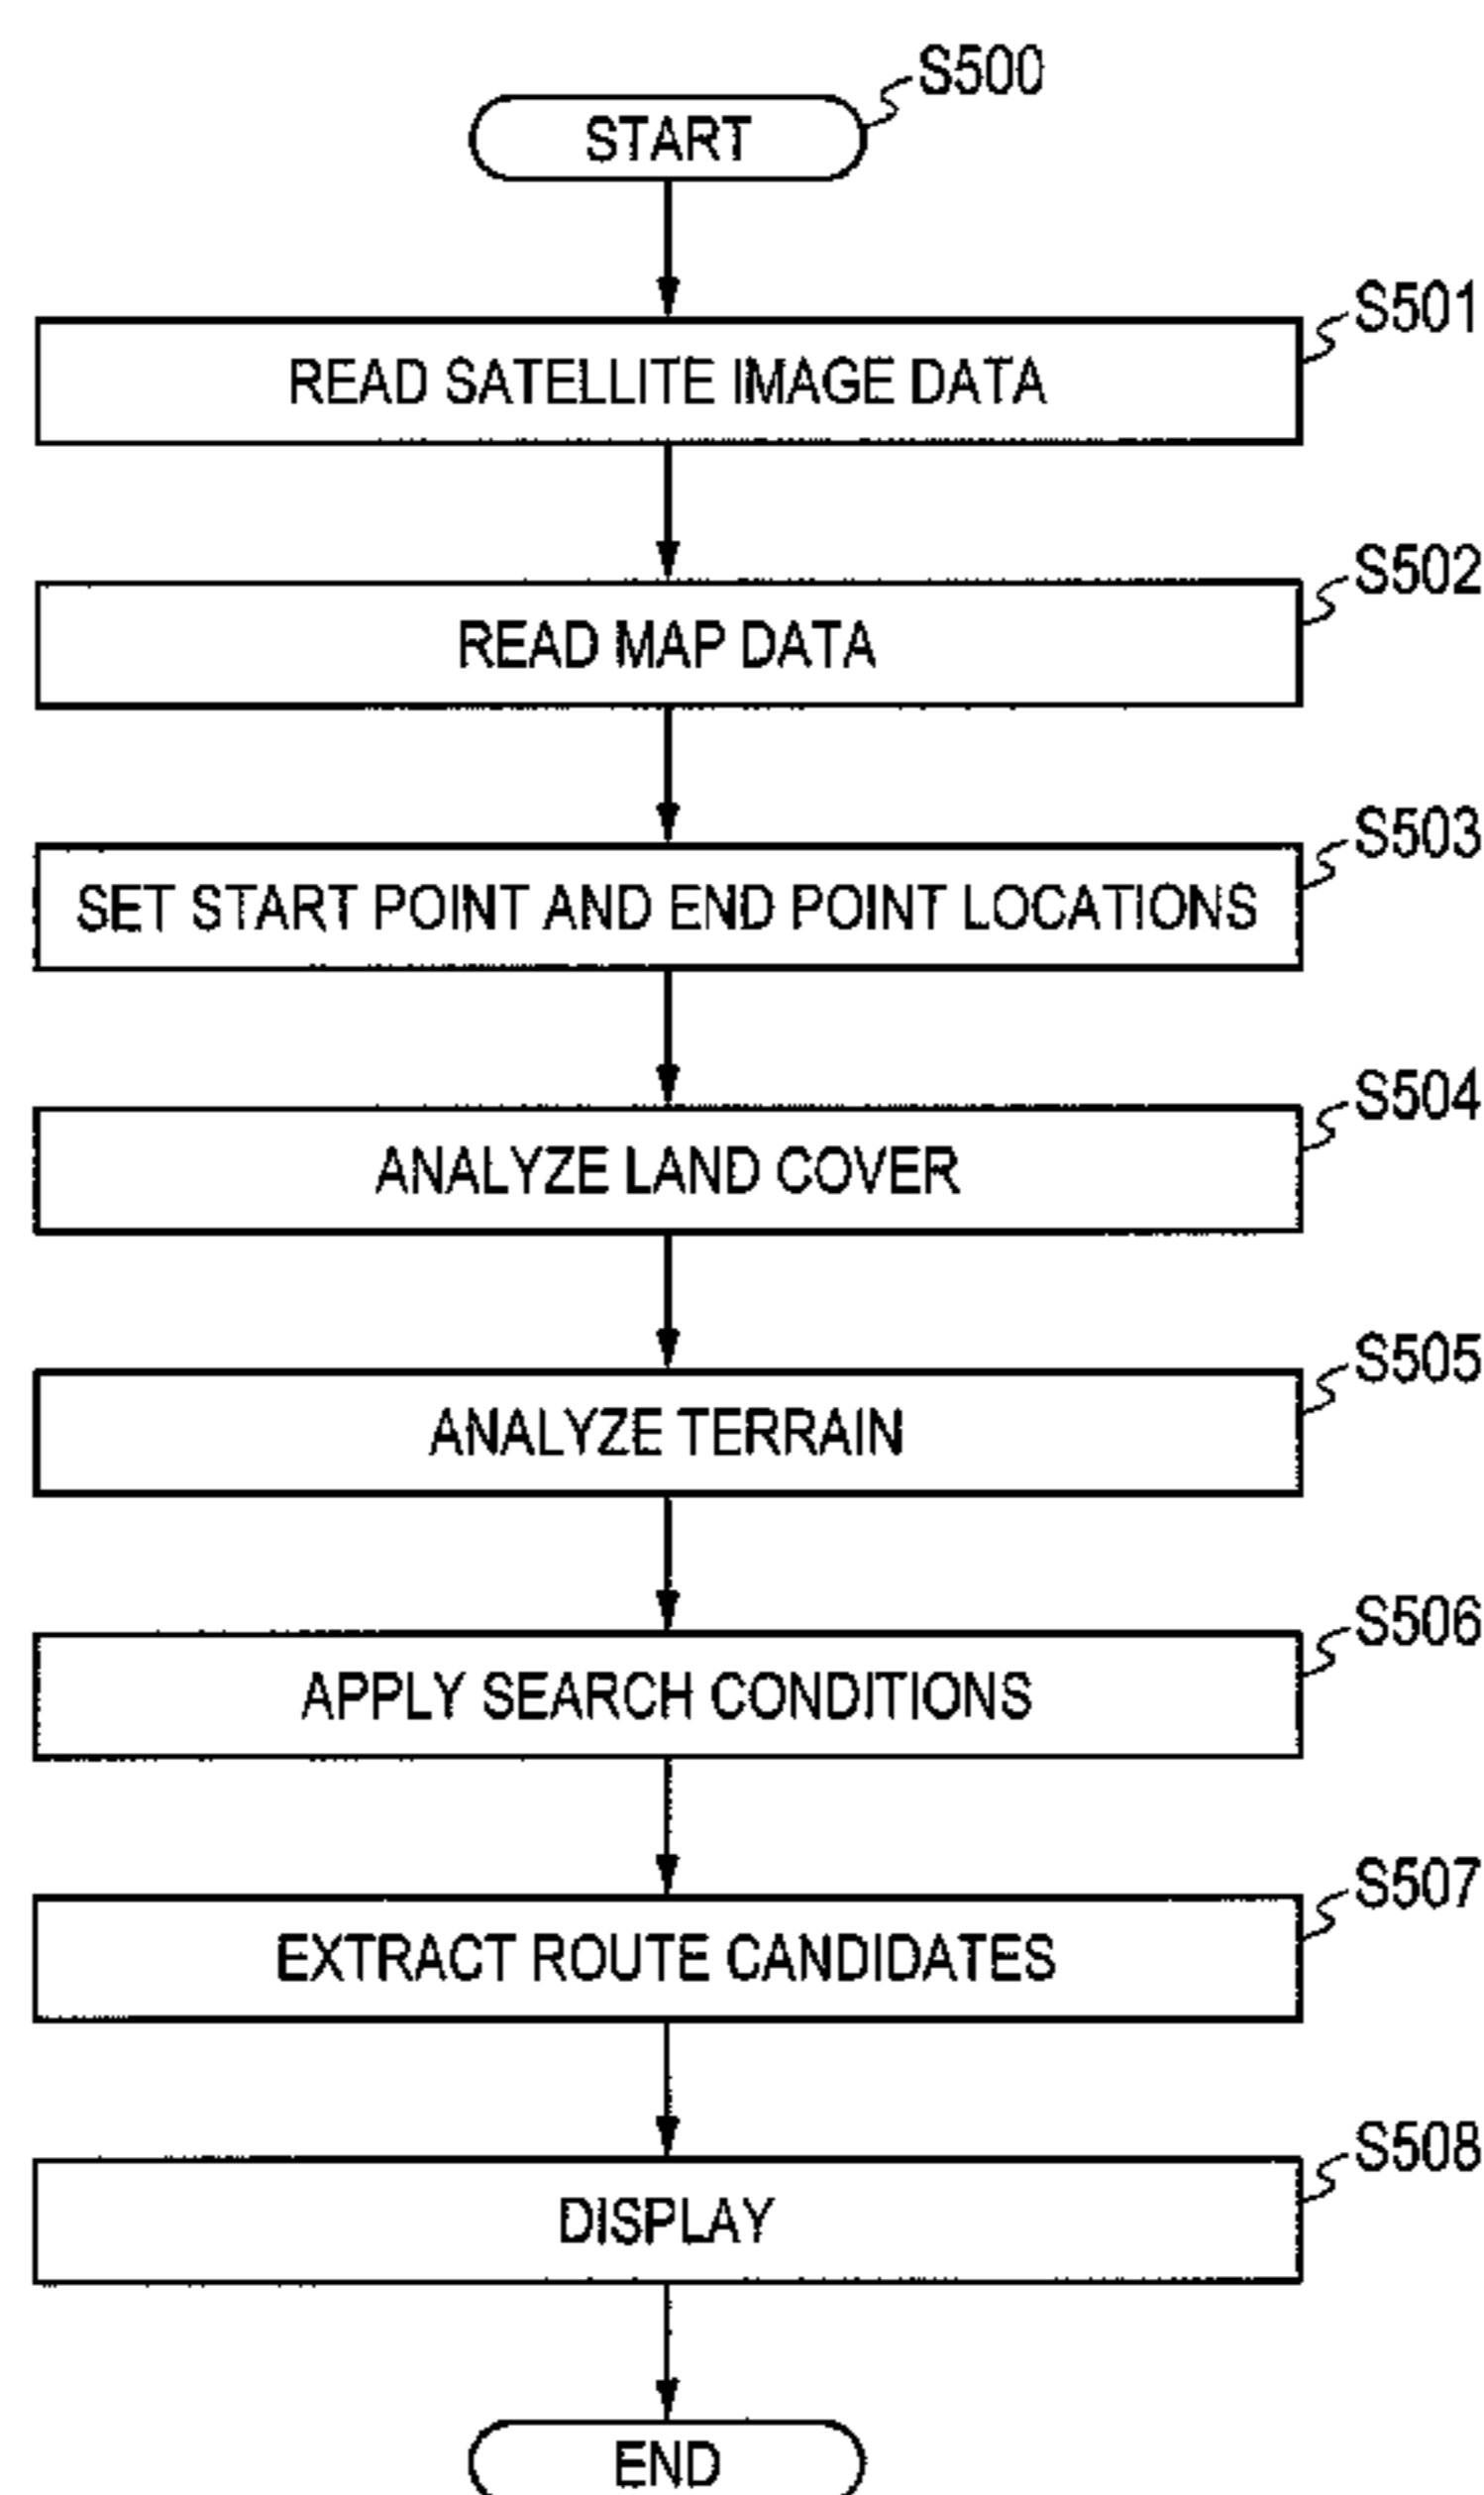 S500
START
S501
READ SATELLITE IMAGE DATA
S502
READ MAP DATA
S503
SET START POINT AND END POINT LOCATIONS
S504
ANALYZE LAND COVER
S505
ANALYZE TERRAIN
S506
APPLY SEARCH CONDITIONS
S507
EXTRACT ROUTE CANDIDATES
S508
DISPLAY
END